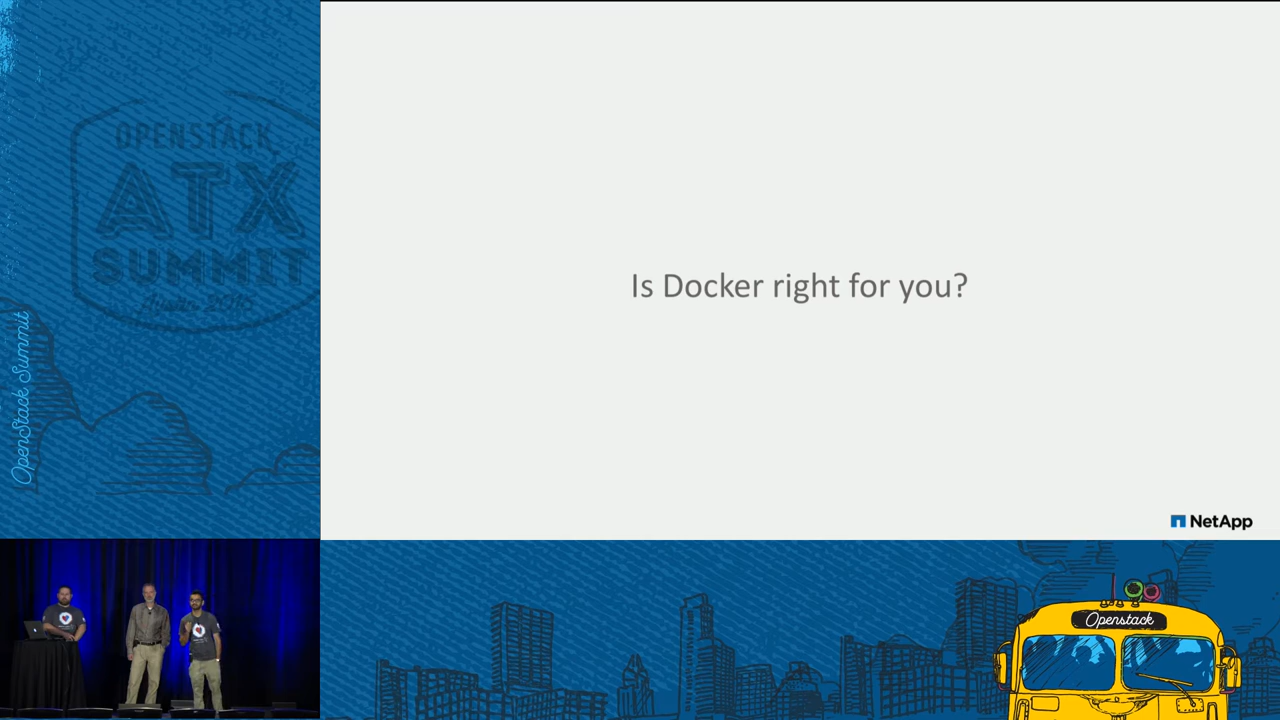 OPENSTACK
ATX
SUMMIT
OpenStack Summit
Is Docker right for you?
NetApp
Openstack